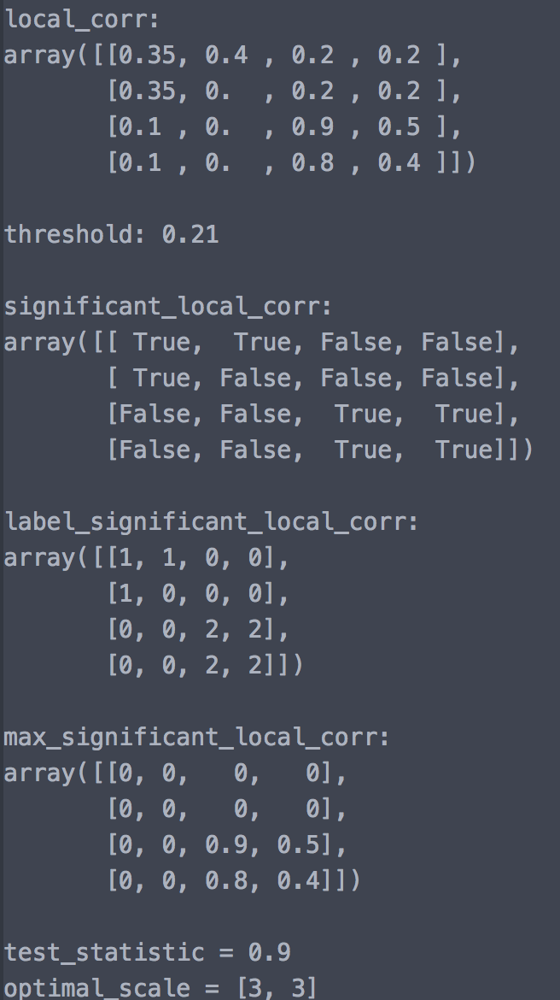 local_corr:
array([[0.35, 0.4 , 0.2 , 0.2 ],
       [0.35, 0.  , 0.2 , 0.2 ],
       [0.1 , 0.  , 0.9 , 0.5 ],
       [0.1 , 0.  , 0.8 , 0.4 ]])

threshold: 0.21

significant_local_corr:
array([[ True,  True, False, False],
       [ True, False, False, False],
       [False, False,  True,  True],
       [False, False,  True,  True]])

label_significant_local_corr:
array([[1, 1, 0, 0],
       [1, 0, 0, 0],
       [0, 0, 2, 2],
       [0, 0, 2, 2]])

max_significant_local_corr:
array([[0, 0,   0,   0],
       [0, 0,   0,   0],
       [0, 0, 0.9, 0.5],
       [0, 0, 0.8, 0.4]])

test_statistic = 0.9
optimal_scale = [3, 3]